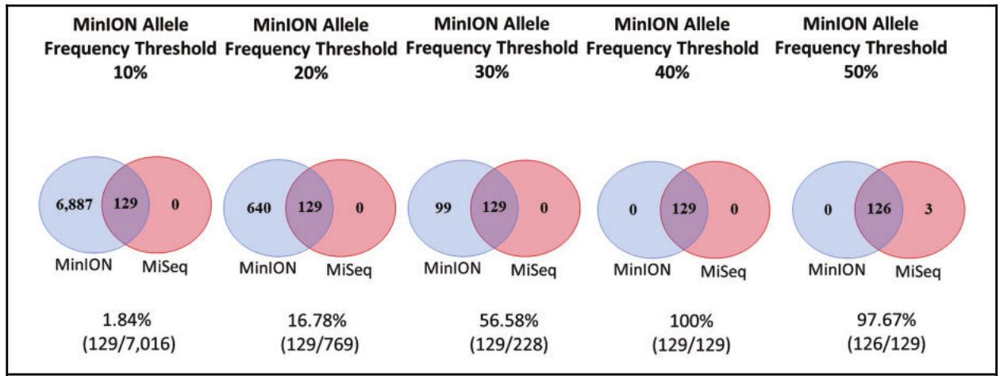 MinION Allele
Frequency Threshold
10%
MinION Allele
Frequency Threshold
20%
MinION Allele
Frequency Threshold
30%
MinION Allele
Frequency Threshold
40%
MinION Allele
Frequency Threshold
50%
6,887 129 0
MinION MiSeq
640 129 0
MinION MiSeq
99 129 0
MinION MiSeq
0 129 0
MinION MiSeq
0 126 3
MinION MiSeq
1.84%
(129/7,016)
16.78%
(129/769)
56.58%
(129/228)
100%
(129/129)
97.67%
(126/129)